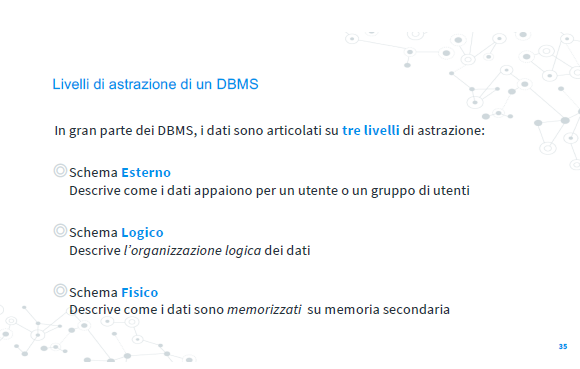 Livelli di astrazione di un DBMS
In gran parte dei DBMS, i dati sono articolati su tre livelli di astrazione:
Schema Esterno
Descrive come i dati appaiono per un utente o un gruppo di utenti
Schema Logico
Descrive l'organizzazione logica dei dati
Schema Fisico
Descrive come i dati sono memorizzati su memoria secondaria
35